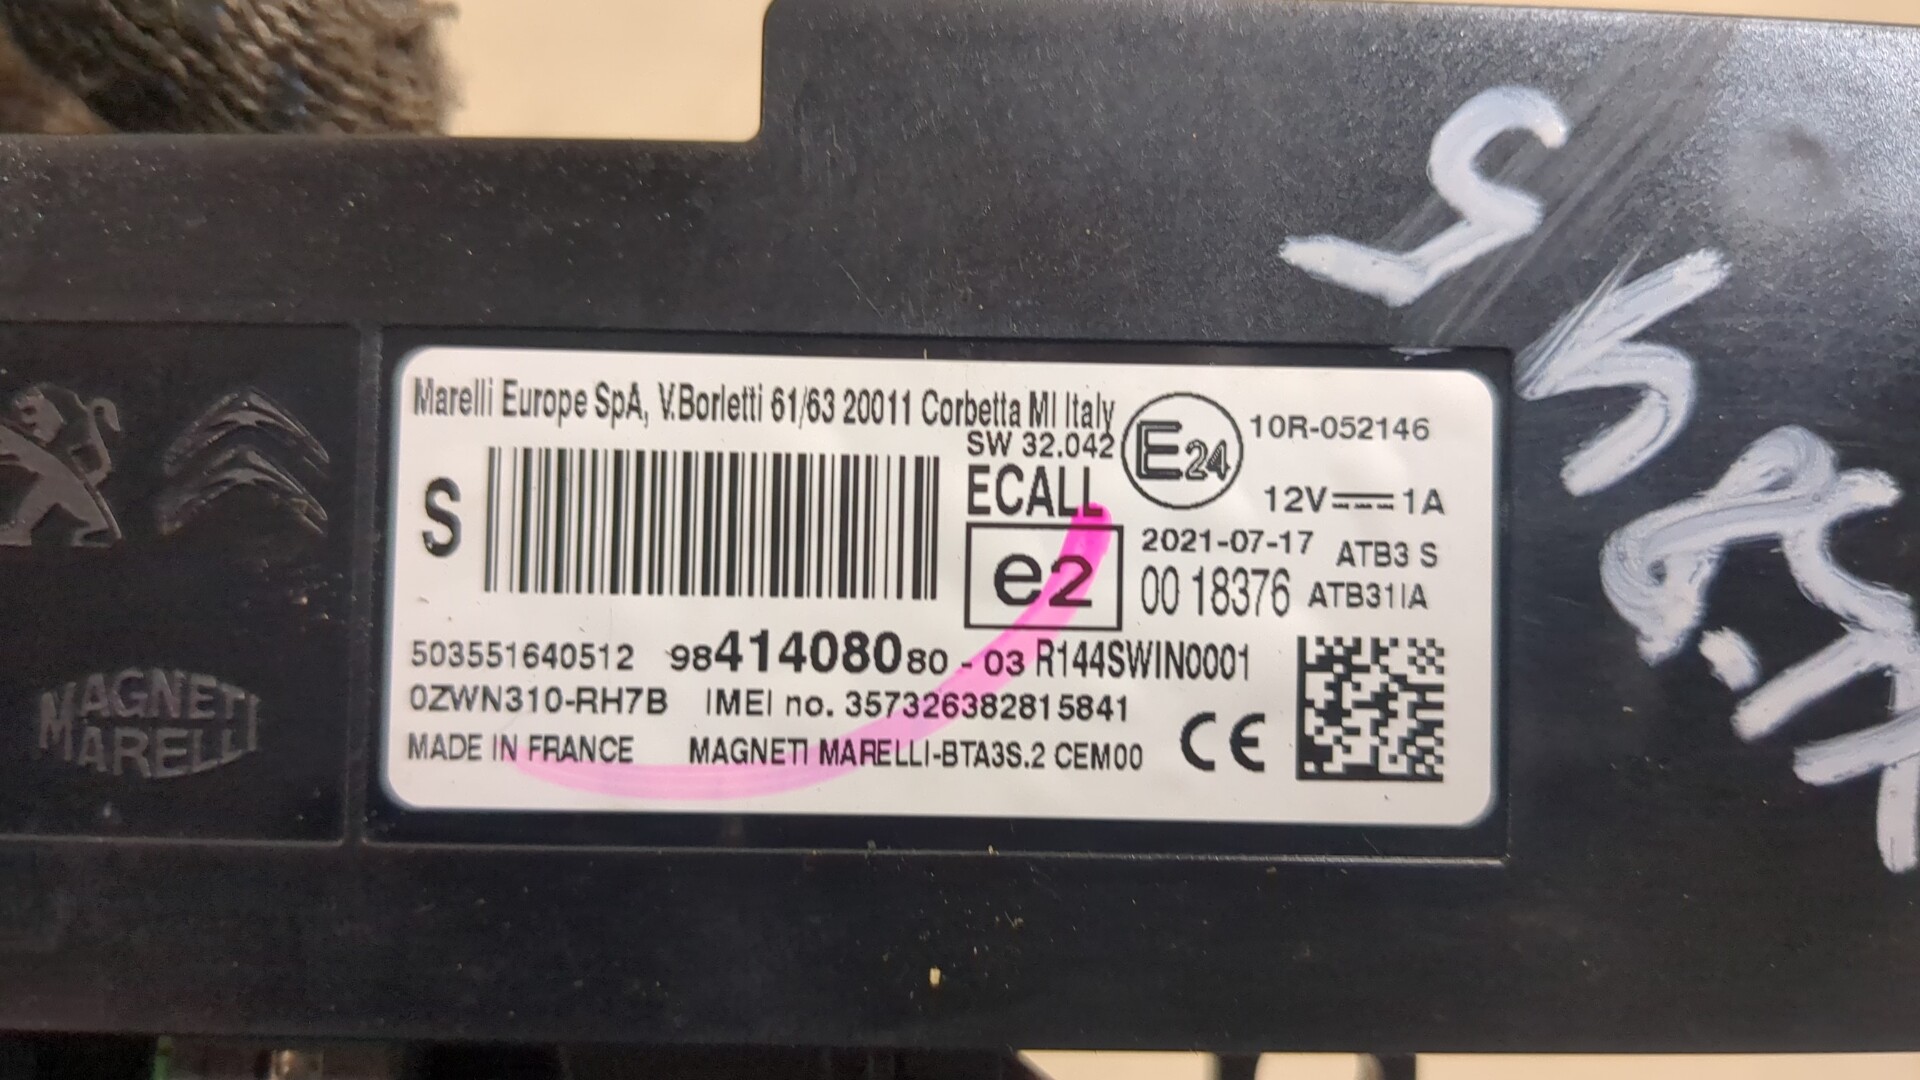 Marelli Europe SpA, V.Borletti 61/63 20011 Corbetta MI Italy
SW 32.042
E24
10R-052146
S
ECALL
12V 1A
e2
2021-07-17 ATB3 S
00 18376 ATB31IA
503551640512 9841408080 - 03 R144SWIN0001
0ZWN310-RH7B IMEI no. 357326382815841
MADE IN FRANCE MAGNETI MARELLI-BTA3S.2 CEM00
CE
MAGNETI
MARELLI